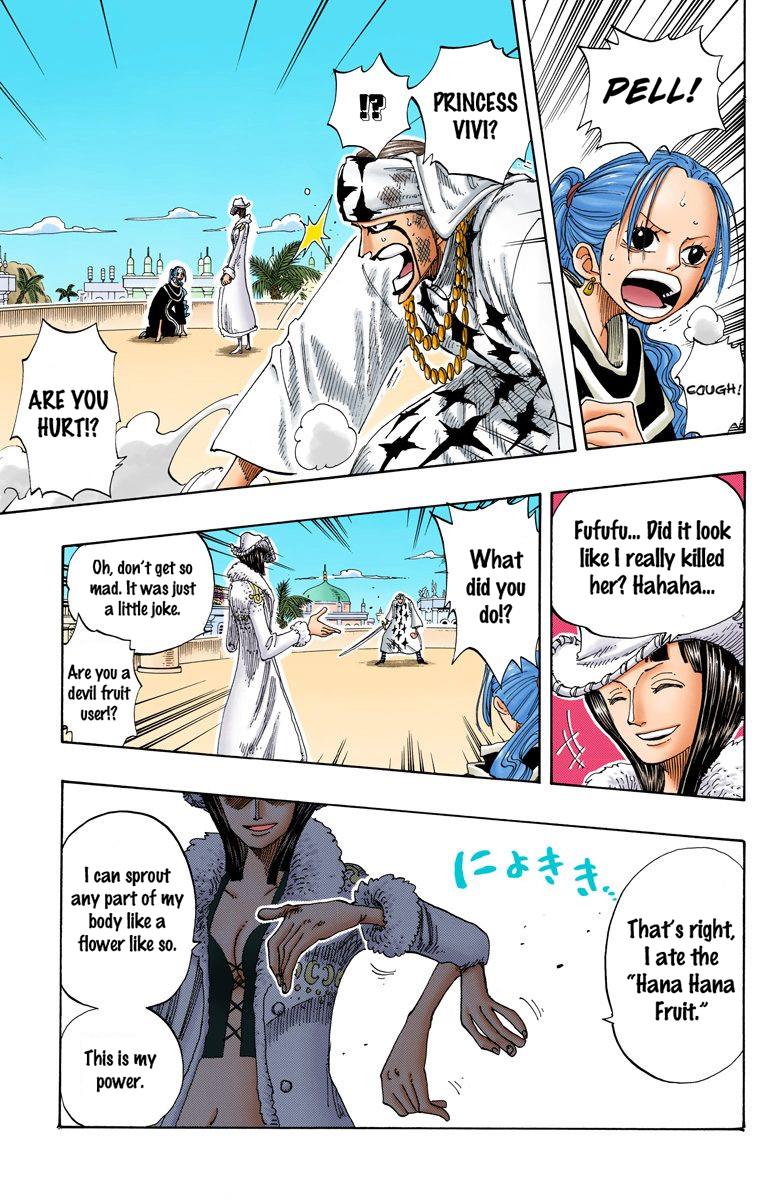 PELL!
COUGH!
PRINCESS
VIVI?
!?
ARE YOU
HURT!?
Fufufu... Did it look
like I really killed
her? Hahaha...
What
did you
do!?
Oh, don't get so
mad. It was just
a little joke.
Are you a
devil fruit
user!?
That's right,
I ate the
"Hana Hana
Fruit."
にょきき...
I can sprout
any part of my
body like a
flower like so.
This is my
power.